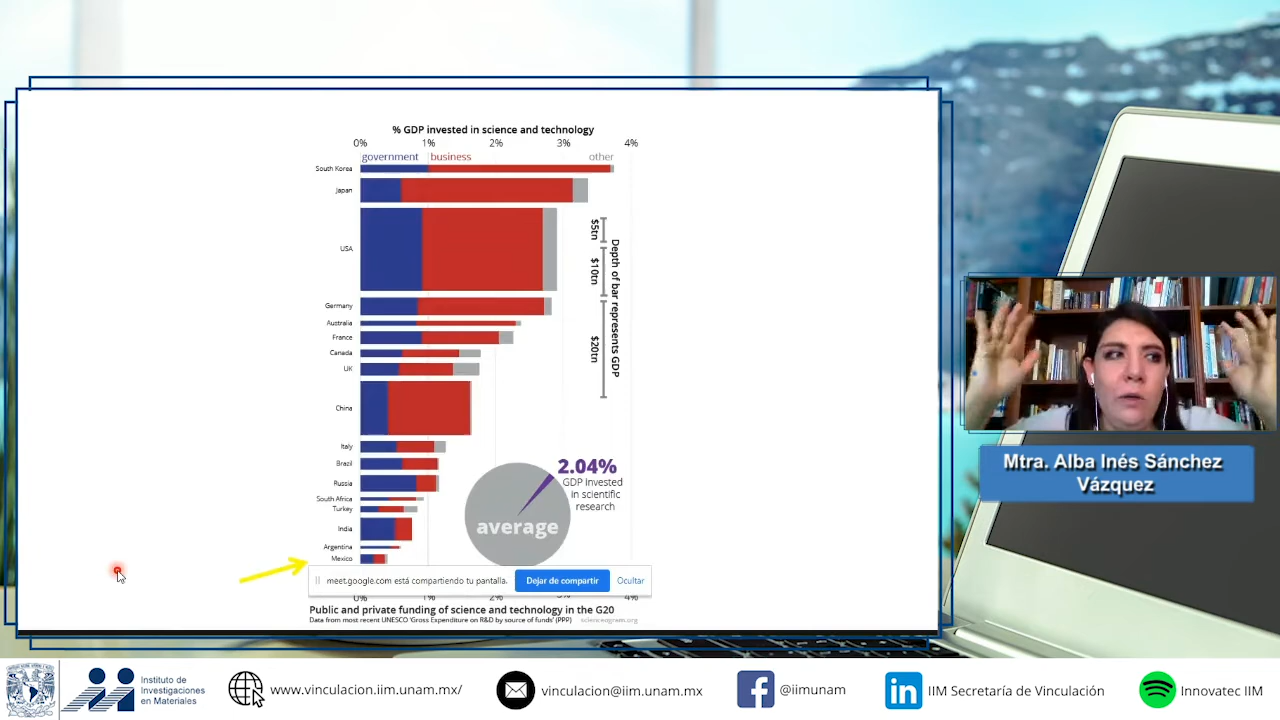 % GDP invested in science and technology
0% 1% 2% 3% 4%
government business other
South Korea
Japan
USA
Germany
Australia
France
Canada
UK
China
Italy
Brazil
Russia
South Africa
Turkey
India
Argentina
Mexico
$5tn
$10tn
$20tn
Depth of bar represents GDP
2.04%
GDP invested
in scientific
research
average
meet.google.com está compartiendo tu pantalla.
Dejar de compartir
Ocultar
0% 1% 2% 3% 4%
Public and private funding of science and technology in the G20
Data from most recent UNESCO 'Gross Expenditure on R&D by source of funds' (PPP)
scienceogram.org
Mtra. Alba Inés Sánchez
Vázquez
Instituto de
Investigaciones
en Materiales
www.vinculacion.iim.unam.mx/
vinculacion@iim.unam.mx
@iimunam
IIM Secretaría de Vinculación
Innovatec IIM